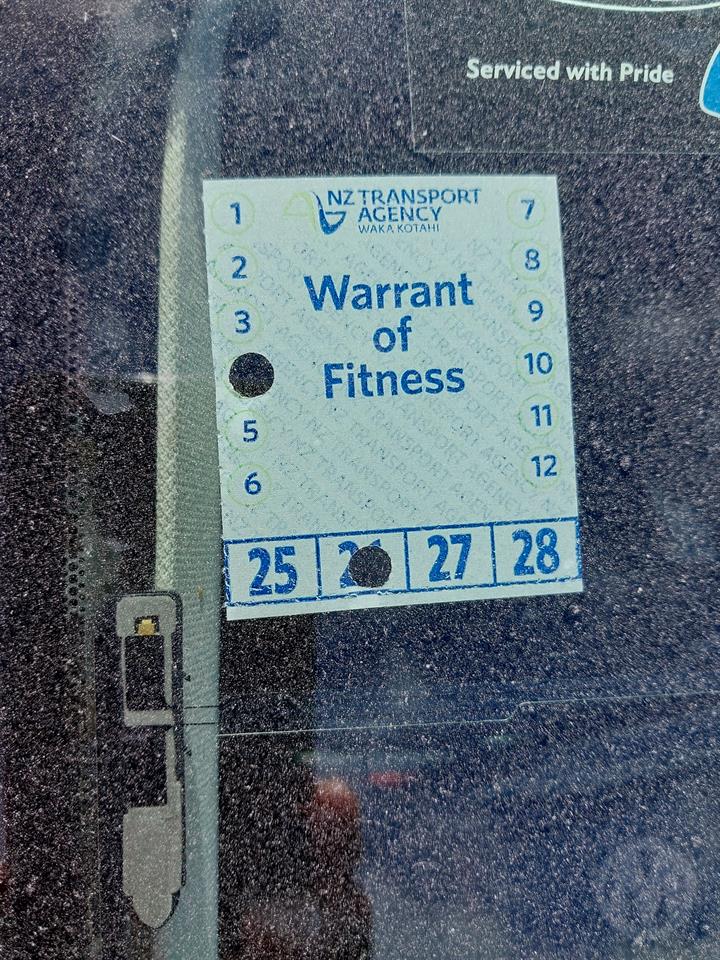 Serviced with Pride
NZ TRANSPORT
AGENCY
WAKA KOTAHI
Warrant
of
Fitness
1
2
3
5
6
7
8
9
10
11
12
25 2 27 28